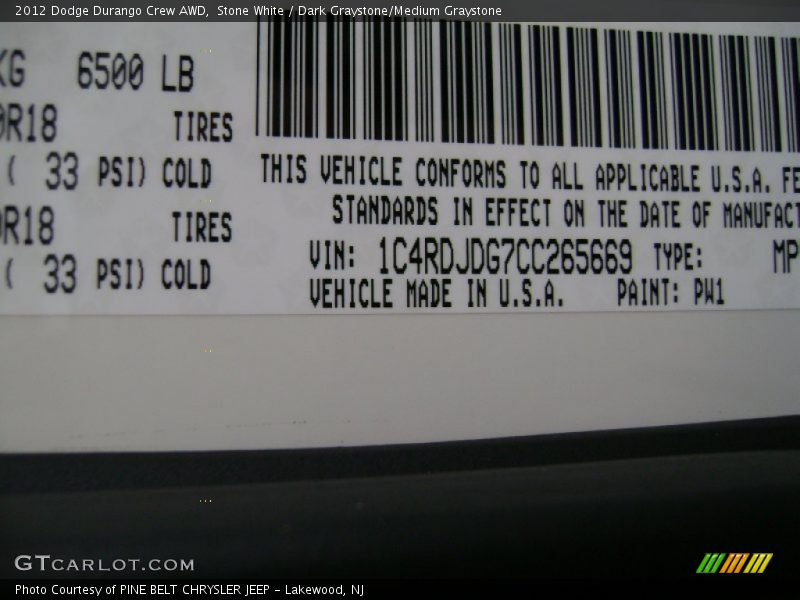 2012 Dodge Durango Crew AWD, Stone White / Dark Graystone/Medium Graystone
KG 6500 LB
0R18 TIRES
( 33 PSI) COLD
0R18 TIRES
( 33 PSI) COLD
THIS VEHICLE CONFORMS TO ALL APPLICABLE U.S.A. FE
STANDARDS IN EFFECT ON THE DATE OF MANUFACT
VIN: 1C4RDJDG7CC265669 TYPE: MP
VEHICLE MADE IN U.S.A. PAINT: PW1
GTCARLOT.COM
Photo Courtesy of PINE BELT CHRYSLER JEEP - Lakewood, NJ